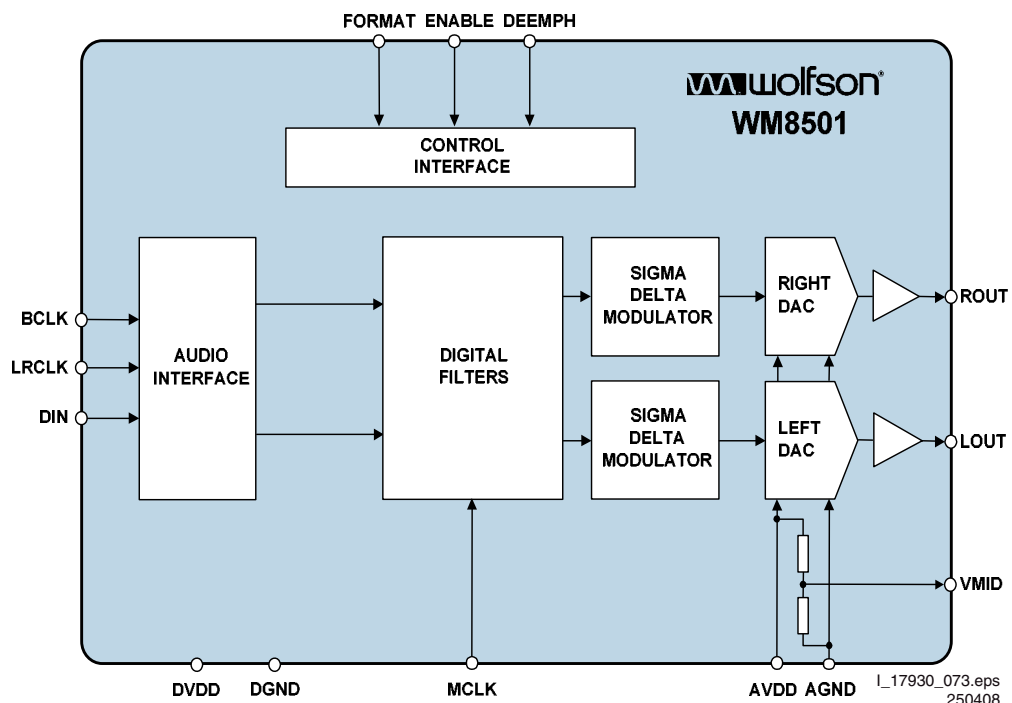 FORMAT ENABLE DEEMPH
wolfson
WM8501
CONTROL
INTERFACE
BCLK
LRCLK
DIN
AUDIO
INTERFACE
DIGITAL
FILTERS
SIGMA
DELTA
MODULATOR
RIGHT
DAC
ROUT
SIGMA
DELTA
MODULATOR
LEFT
DAC
LOUT
VMID
DVDD
DGND
MCLK
AVDD
AGND
I_17930_073.eps
250408